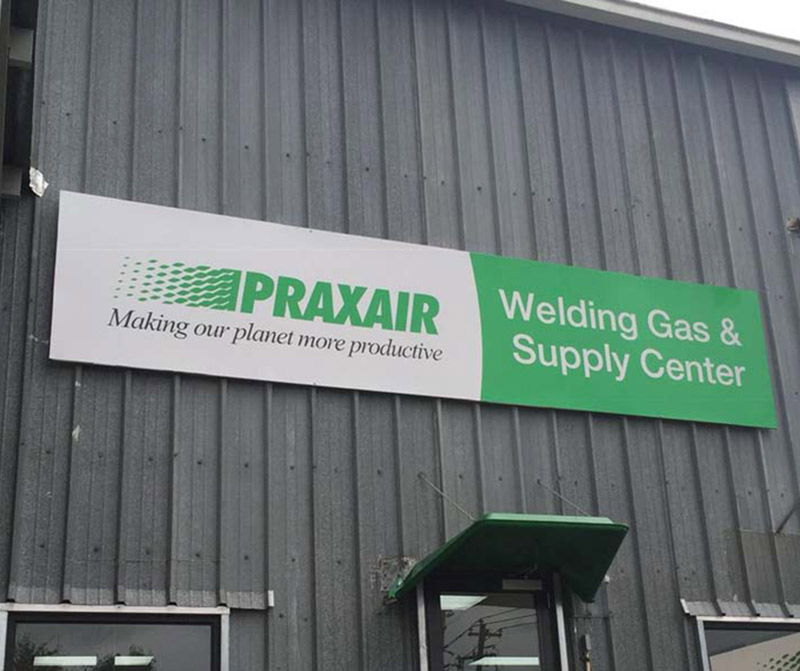 PRAXAIR
Making our planet more productive
Welding Gas &
Supply Center